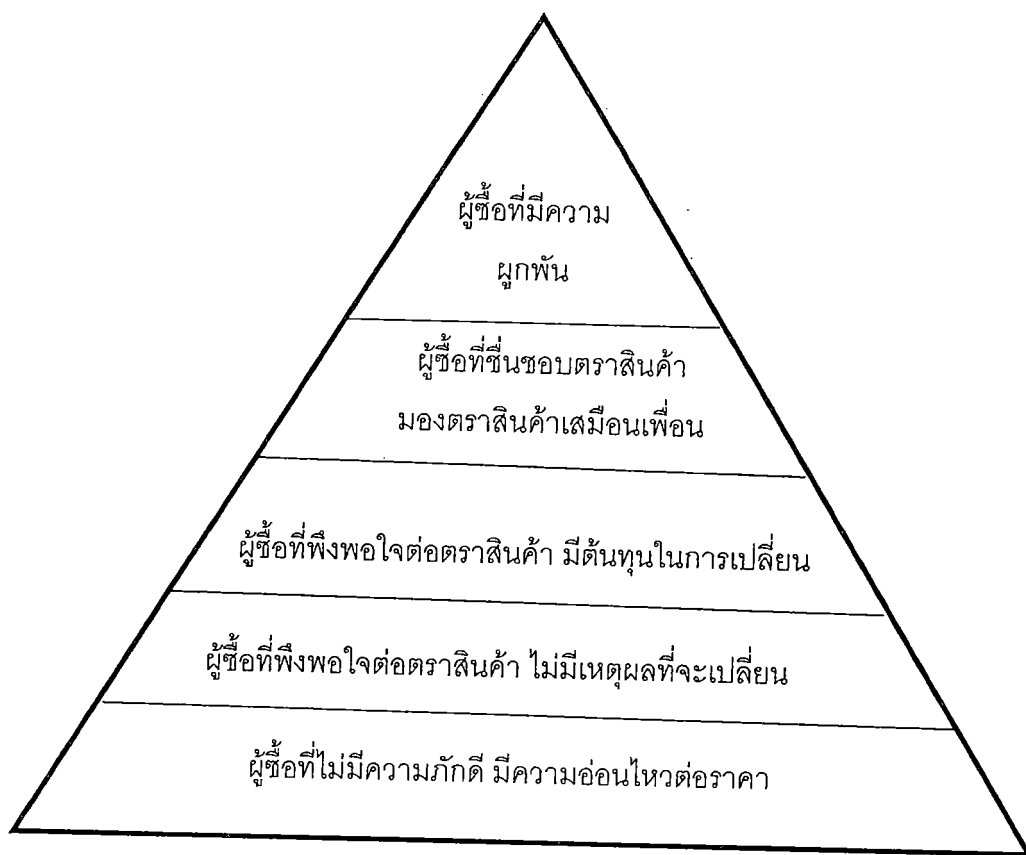 ผู้ซื้อที่มีความ
ผูกพัน
ผู้ซื้อที่ชื่นชอบตราสินค้า
มองตราสินค้าเสมือนเพื่อน
ผู้ซื้อที่พึงพอใจต่อตราสินค้า มีต้นทุนในการเปลี่ยน
ผู้ซื้อที่พึงพอใจต่อตราสินค้า ไม่มีเหตุผลที่จะเปลี่ยน
ผู้ซื้อที่ไม่มีความภักดี มีความอ่อนไหวต่อราคา